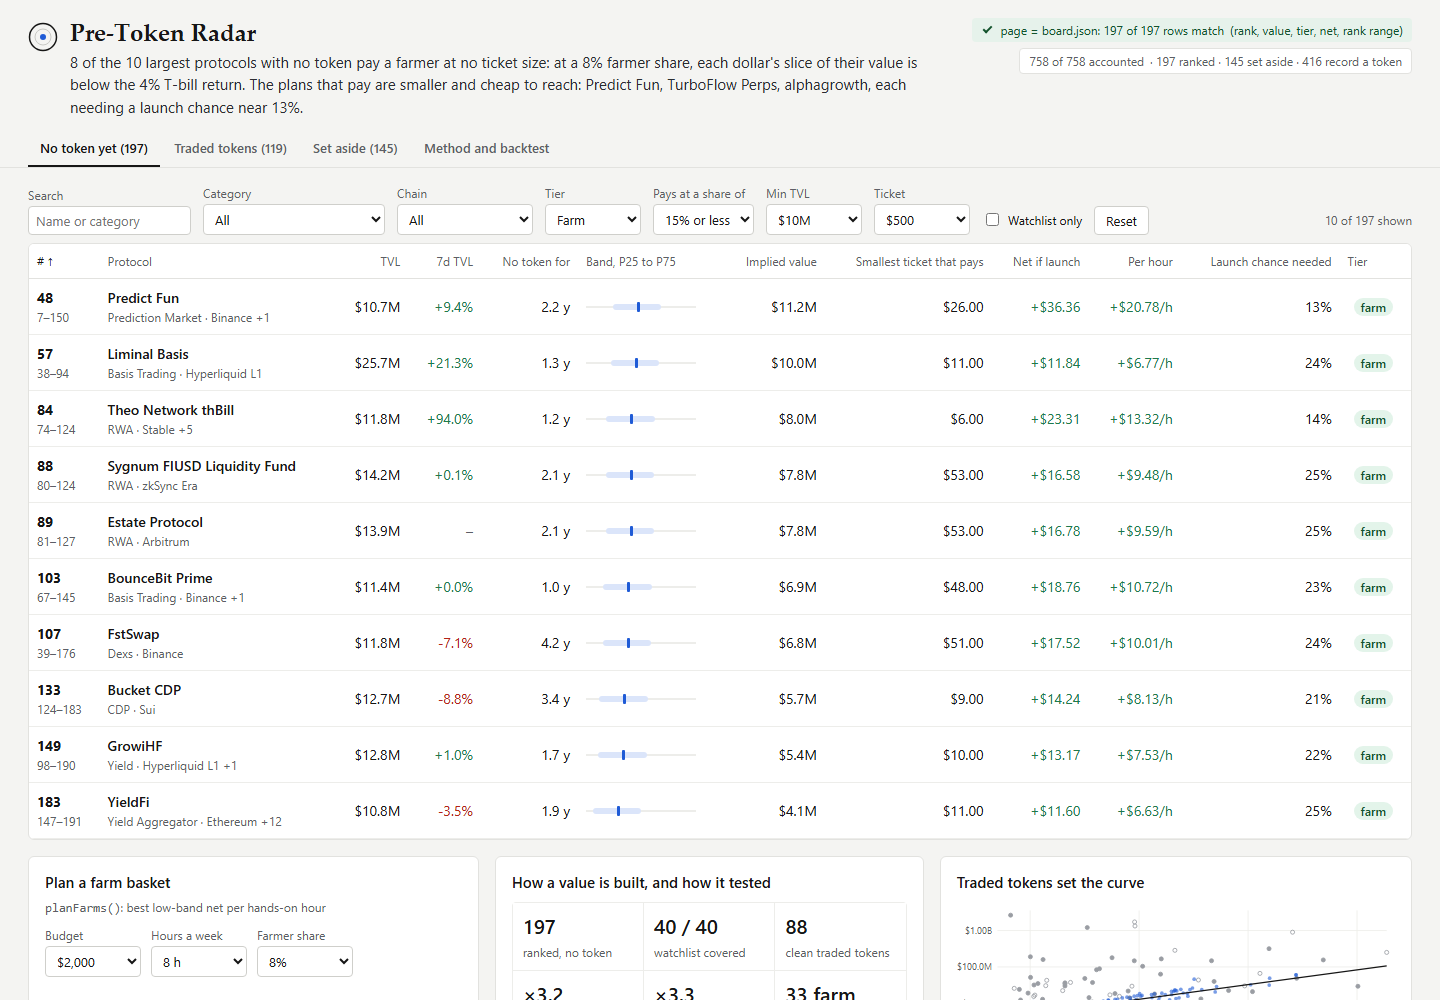 Pre-Token Radar
8 of the 10 largest protocols with no token pay a farmer at no ticket size: at a 8% farmer share, each dollar's slice of their value is
below the 4% T-bill return. The plans that pay are smaller and cheap to reach: Predict Fun, TurboFlow Perps, alphagrowth, each
needing a launch chance near 13%.
✔ page = board.json: 197 of 197 rows match (rank, value, tier, net, rank range)
758 of 758 accounted · 197 ranked · 145 set aside · 416 record a token
No token yet (197) Traded tokens (119) Set aside (145) Method and backtest
Search Category Chain Tier Pays at a share of Min TVL Ticket
Name or category All All Farm 15% or less $10M $500 Watchlist only Reset 10 of 197 shown
# ↑ Protocol TVL 7d TVL No token for Band, P25 to P75 Implied value Smallest ticket that pays Net if launch Per hour Launch chance needed Tier
48 Predict Fun $10.7M +9.4% 2.2 y $11.2M $26.00 +$36.36 +$20.78/h 13% farm
7–150 Prediction Market · Binance +1
57 Liminal Basis $25.7M +21.3% 1.3 y $10.0M $11.00 +$11.84 +$6.77/h 24% farm
38–94 Basis Trading · Hyperliquid L1
84 Theo Network thBill $11.8M +94.0% 1.2 y $8.0M $6.00 +$23.31 +$13.32/h 14% farm
74–124 RWA · Stable +5
88 Sygnum FIUSD Liquidity Fund $14.2M +0.1% 2.1 y $7.8M $53.00 +$16.58 +$9.48/h 25% farm
80–124 RWA · zkSync Era
89 Estate Protocol $13.9M – 2.1 y $7.8M $53.00 +$16.78 +$9.59/h 25% farm
81–127 RWA · Arbitrum
103 BounceBit Prime $11.4M +0.0% 1.0 y $6.9M $48.00 +$18.76 +$10.72/h 23% farm
67–145 Basis Trading · Binance +1
107 FstSwap $11.8M -7.1% 4.2 y $6.8M $51.00 +$17.52 +$10.01/h 24% farm
39–176 Dexs · Binance
133 Bucket CDP $12.7M -8.8% 3.4 y $5.7M $9.00 +$14.24 +$8.13/h 21% farm
124–183 CDP · Sui
149 GrowiHF $12.8M +1.0% 1.7 y $5.4M $10.00 +$13.17 +$7.53/h 22% farm
98–190 Yield · Hyperliquid L1 +1
183 YieldFi $10.8M -3.5% 1.9 y $4.1M $11.00 +$11.60 +$6.63/h 25% farm
147–191 Yield Aggregator · Ethereum +12
Plan a farm basket
planFarms(): best low-band net per hands-on hour
Budget Hours a week Farmer share
$2,000 8 h 8%
How a value is built, and how it tested
197 40 / 40 88
ranked, no token watchlist covered clean traded tokens
×3.2 ×3.3 33 farm
Traded tokens set the curve
$1.00B
$100.0M